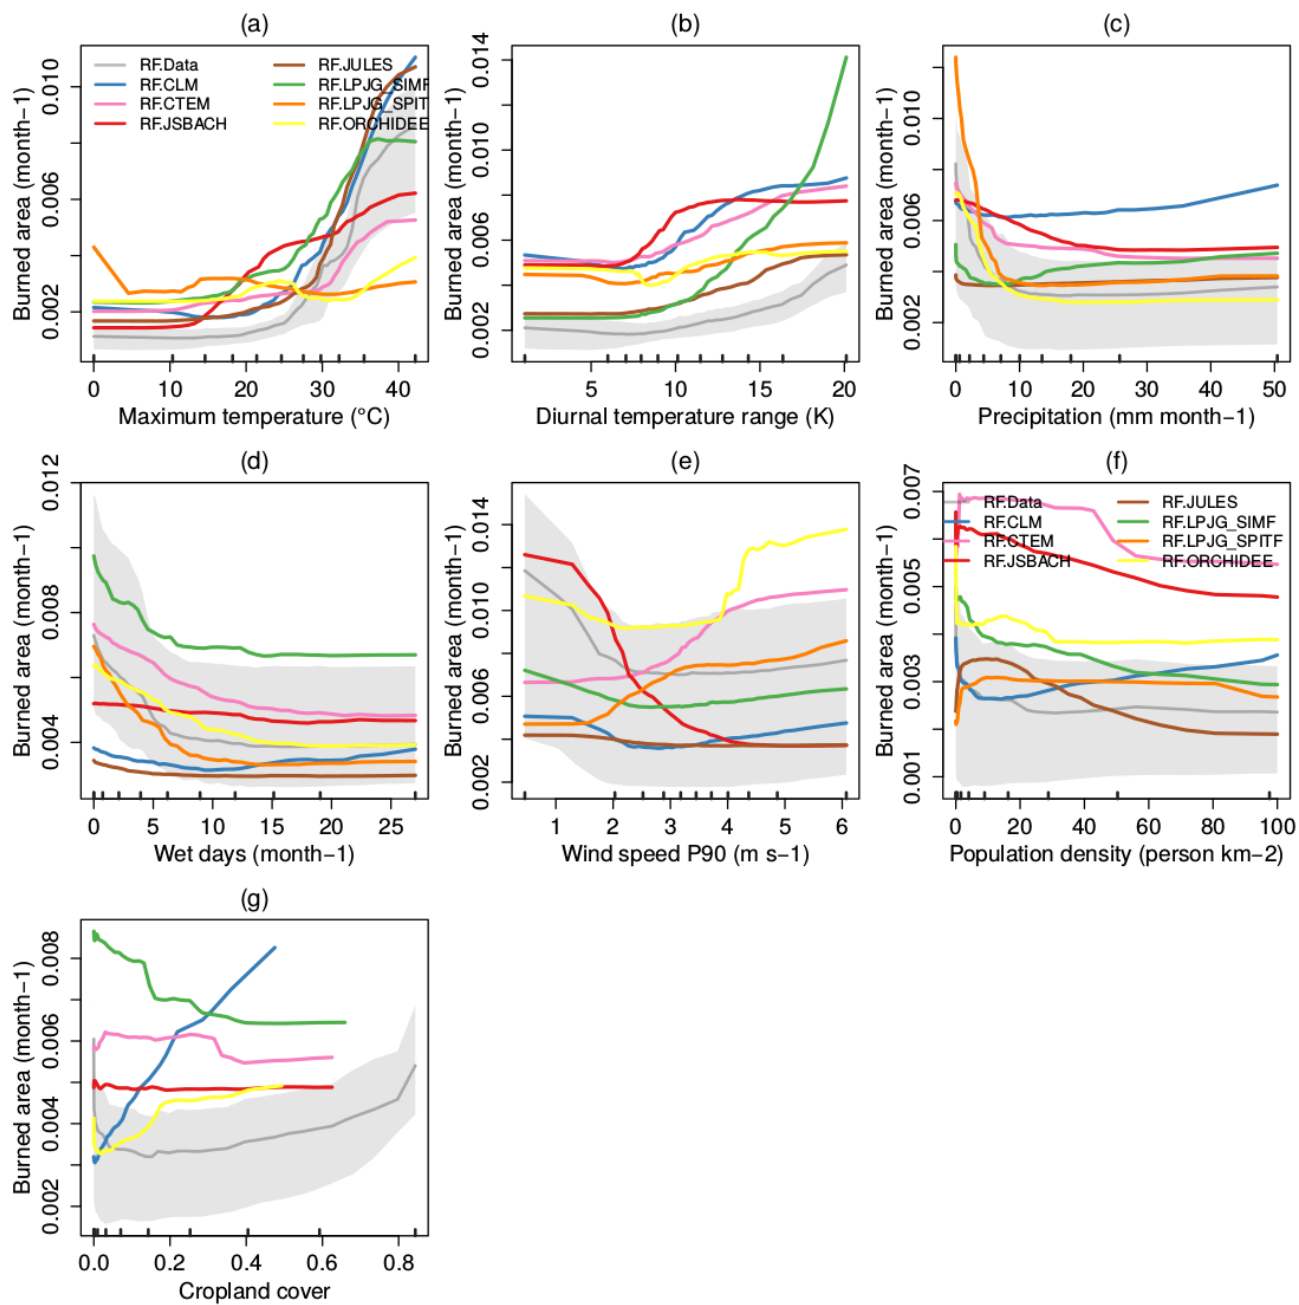 (a)
RF.Data RF.JULES
RF.CLM RF.LPJG_SIMF
RF.CTEM RF.LPJG_SPIT
RF.JSBACH RF.ORCHIDEE
Burned area (month−1)
0.002 0.006 0.010
0 10 20 30 40
Maximum temperature (°C)
(b)
Burned area (month−1)
0.002 0.006 0.010 0.014
5 10 15 20
Diurnal temperature range (K)
(c)
Burned area (month−1)
0.002 0.006 0.010
0 10 20 30 40 50
Precipitation (mm month−1)
(d)
Burned area (month−1)
0.004 0.008 0.012
0 5 10 15 20 25
Wet days (month−1)
(e)
Burned area (month−1)
0.002 0.006 0.010 0.014
1 2 3 4 5 6
Wind speed P90 (m s−1)
(f)
RF.Data RF.JULES
RF.CLM RF.LPJG_SIMF
RF.CTEM RF.LPJG_SPITF
RF.JSBACH RF.ORCHIDEE
Burned area (month−1)
0.001 0.003 0.005 0.007
0 20 40 60 80 100
Population density (person km−2)
(g)
Burned area (month−1)
0.002 0.004 0.006 0.008
0.0 0.2 0.4 0.6 0.8
Cropland cover